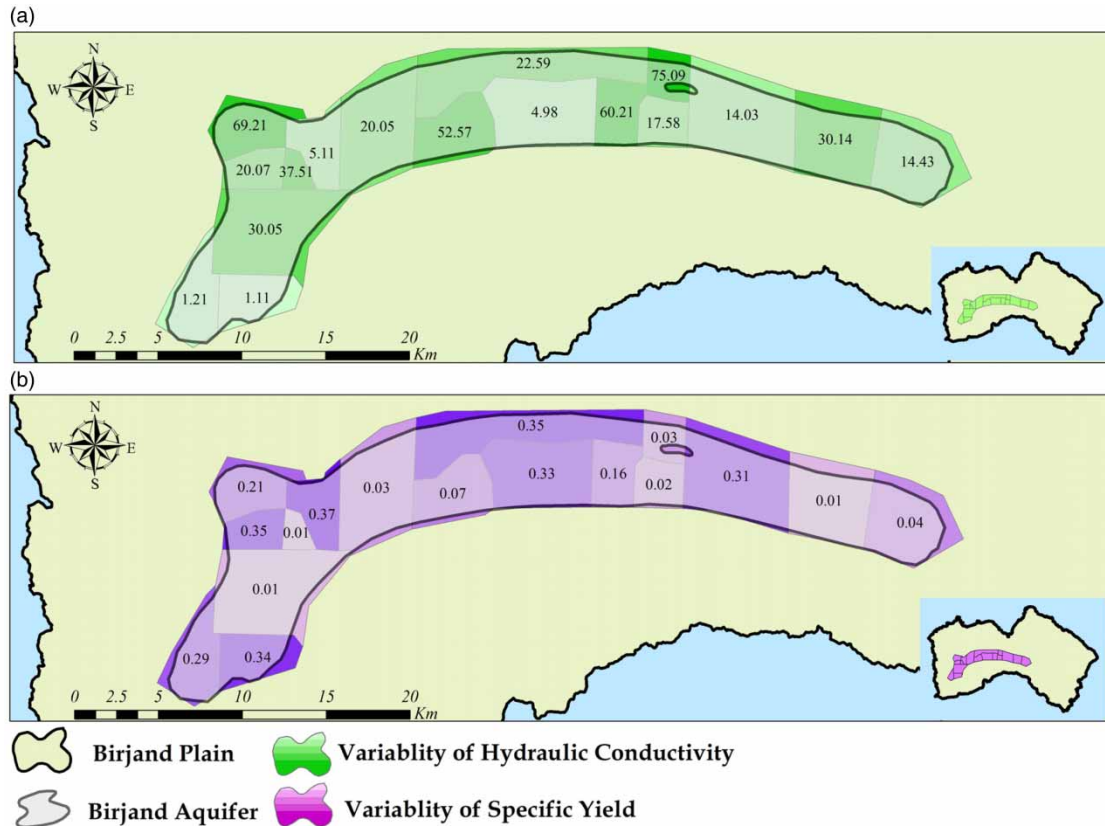 (a)
N
W E
S
22.59
75.09
69.21
5.11
20.05
52.57
4.98
60.21
17.58
14.03
30.14
14.43
20.07
37.51
30.05
1.21
1.11
0 2.5 5 10 15 20
Km
(b)
N
W E
S
0.35
0.03
0.21
0.37
0.03
0.07
0.33
0.16
0.02
0.31
0.01
0.04
0.35
0.01
0.01
0.29
0.34
0 2.5 5 10 15 20
Km
Birjand Plain
Variablity of Hydraulic Conductivity
Birjand Aquifer
Variablity of Specific Yield